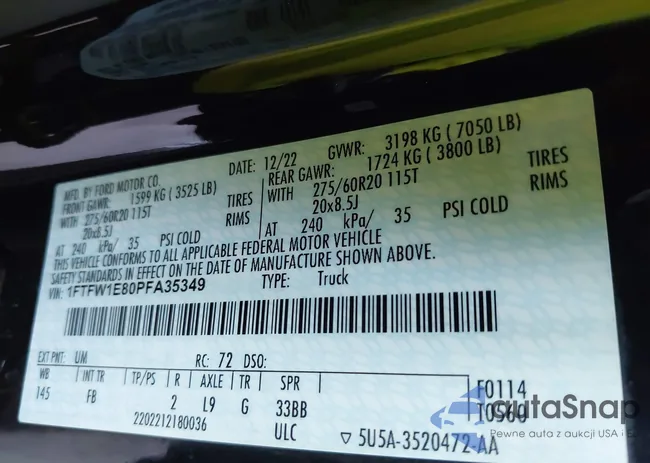 MFD. BY FORD MOTOR CO.
DATE: 12/22 GVWR: 3198 KG ( 7050 LB)
FRONT GAWR: 1599 KG ( 3525 LB) REAR GAWR: 1724 KG ( 3800 LB)
WITH 275/60R20 115T TIRES WITH 275/60R20 115T TIRES
20x8.5J RIMS 20x8.5J RIMS
AT 240 kPa/ 35 PSI COLD AT 240 kPa/ 35 PSI COLD
THIS VEHICLE CONFORMS TO ALL APPLICABLE FEDERAL MOTOR VEHICLE
SAFETY STANDARDS IN EFFECT ON THE DATE OF MANUFACTURE SHOWN ABOVE.
VIN: 1FTFW1E80PFA35349 TYPE: Truck
EXT PNT: UM RC: 72 DSO:
WB INT TR TP/PS R AXLE TR SPR F0114
145 FB 2 L9 G 33BB
2202212180036 ULC 5U5A-3520472-AA
autaSnap
Pewne auta z aukcji USA